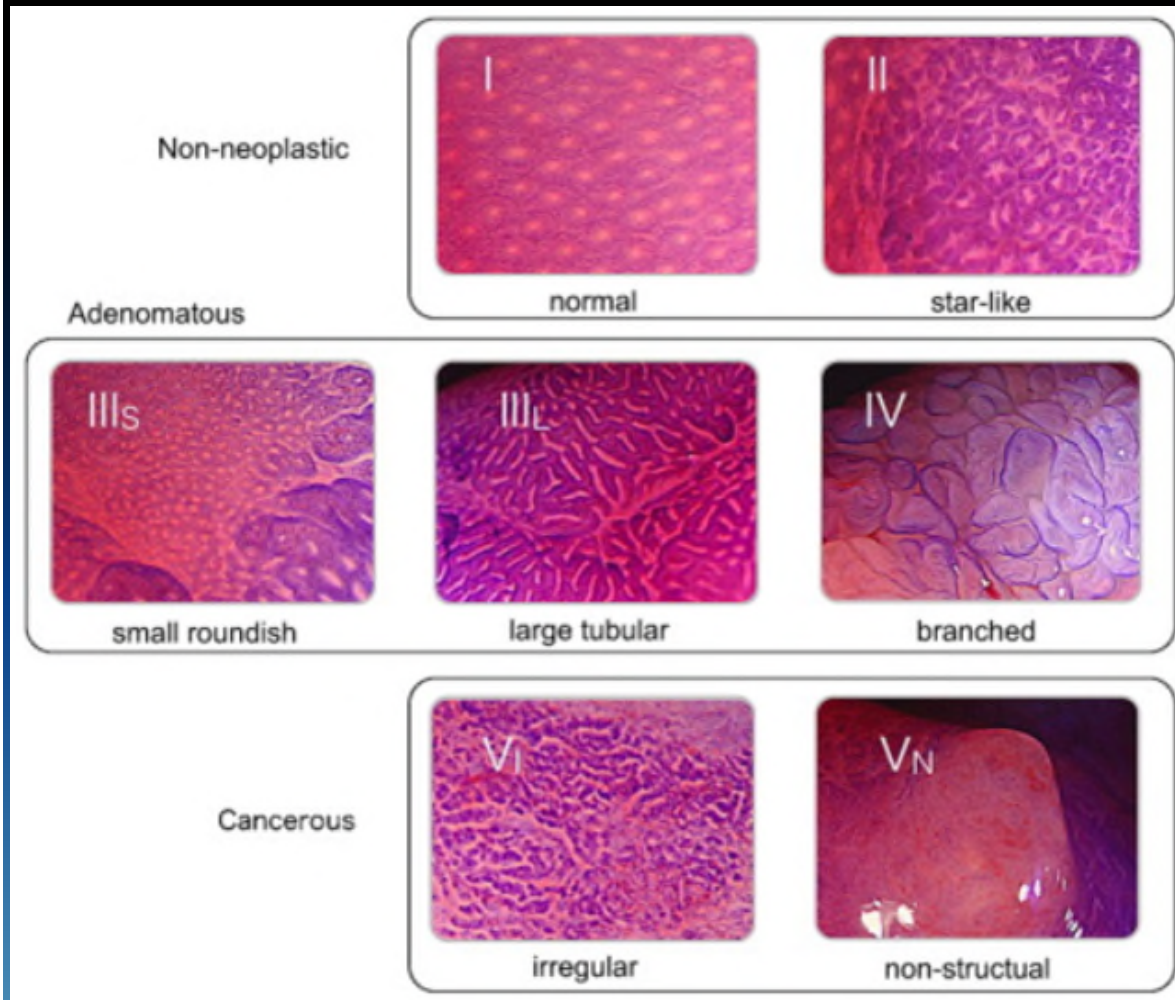 I
II
Non-neoplastic
normal
star-like
Adenomatous
IIIS
IIIL
IV
small roundish
large tubular
branched
VI
VN
Cancerous
irregular
non-structual